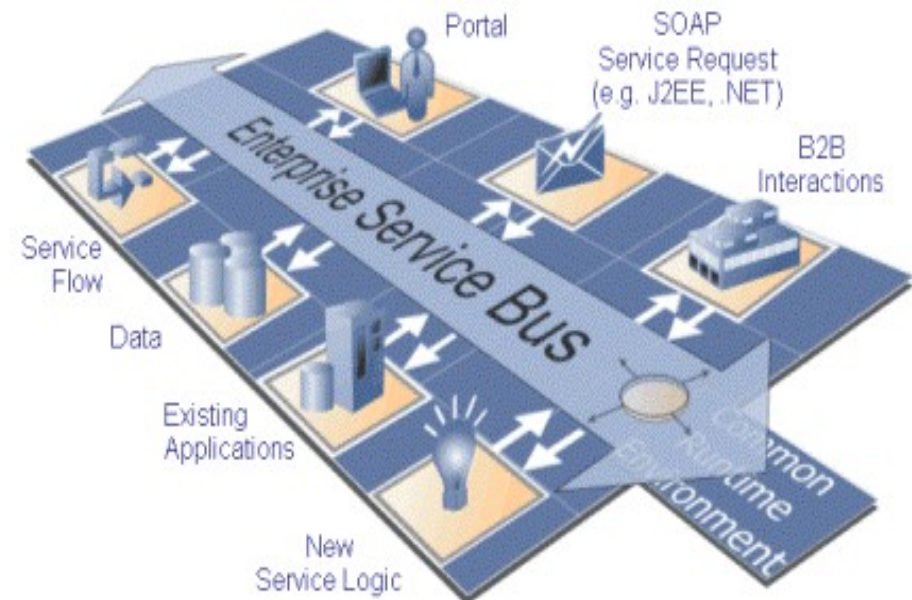 Portal
SOAP
Service Request
(e.g. J2EE, .NET)
B2B
Interactions
Enterprise Service Bus
Service
Flow
Data
Existing
Applications
New
Service Logic
Common
Runtime
Environment